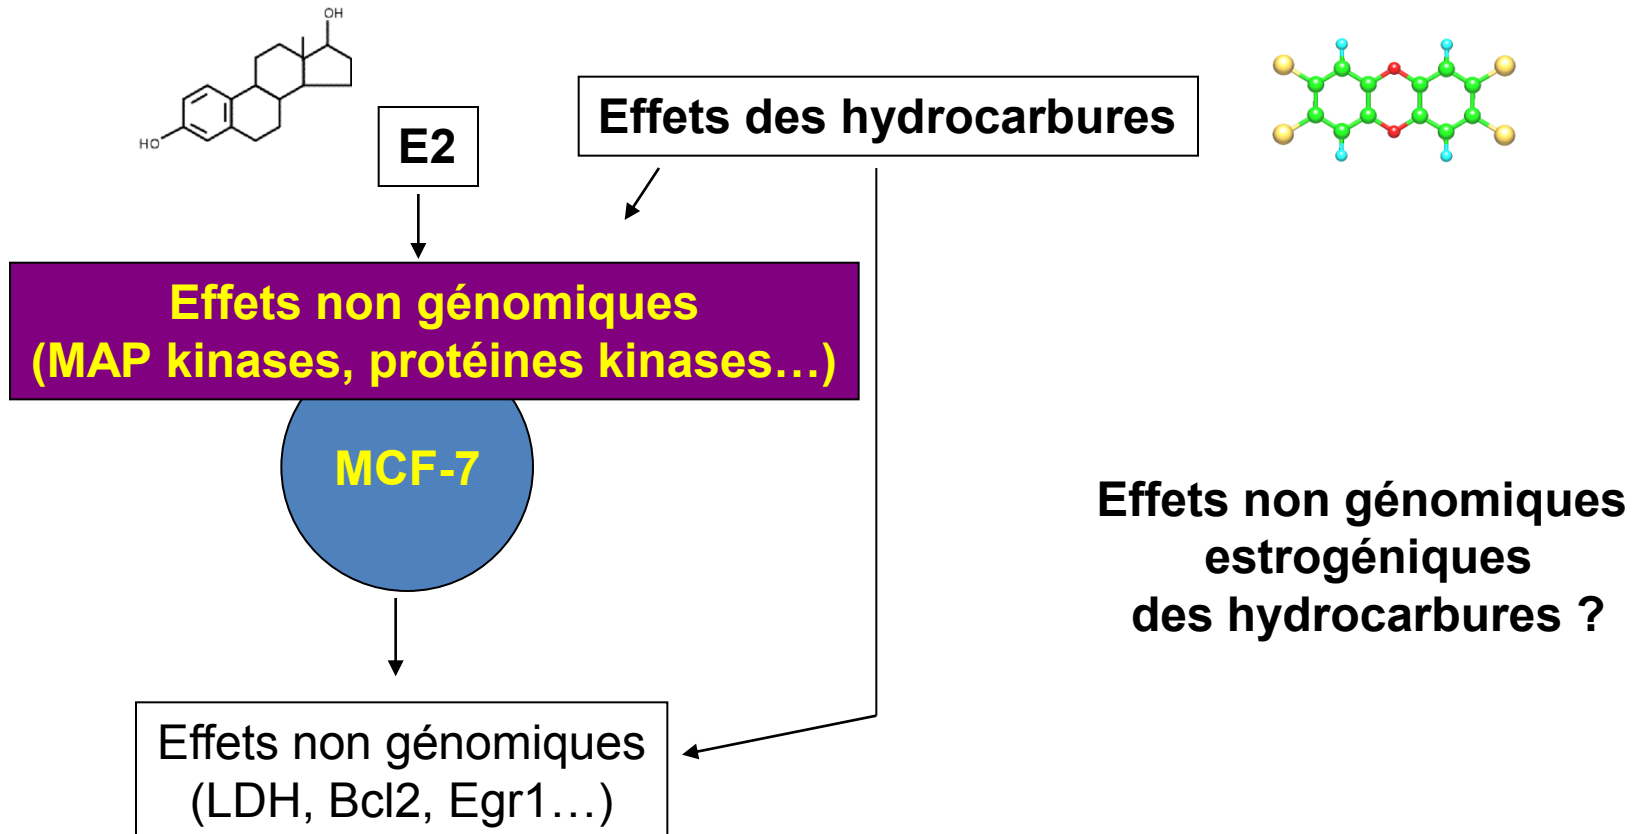 OH
HO
E2
Effets des hydrocarbures
Effets non génomiques
(MAP kinases, protéines kinases…)
MCF-7
Effets non génomiques
estrogéniques
des hydrocarbures ?
Effets non génomiques
(LDH, Bcl2, Egr1…)